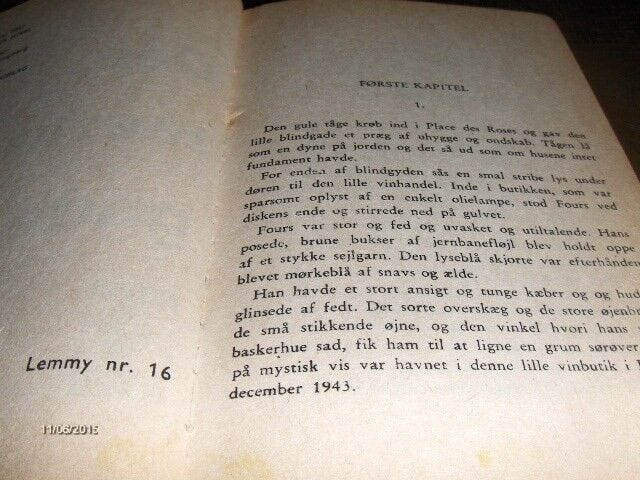 Lemmy nr. 16
FØRSTE KAPITEL
1.
Den gule tåge krøb ind i Place des Roses og gav den
lille blindgade et præg af uhygge og ondskab. Tågen lå
som en dyne på jorden og det så ud som om husene intet
fundament havde.
For enden af blindgyden sås en smal stribe lys under
døren til den lille vinhandel. Inde i butikken, som var
sparsomt oplyst af en enkelt olielampe, stod Fours ved
diskens ende og stirrede ned på gulvet.
Fours var stor og fed og uvasket og utiltalende. Hans
posede, brune bukser af jernbanefløjl blev holdt oppe
af et stykke sejlgarn. Den lyseblå skjorte var efterhånden
blevet mørkeblå af snavs og ælde.
Han havde et stort ansigt og tunge kæber og og hud
glinsede af fedt. Det sorte overskæg og de store øjenbr
de små stikkende øjne, og den vinkel hvori hans
baskerhue sad, fik ham til at ligne en grum sørøver
på mystisk vis var havnet i denne lille vinbutik i
december 1943.
11/06/2015